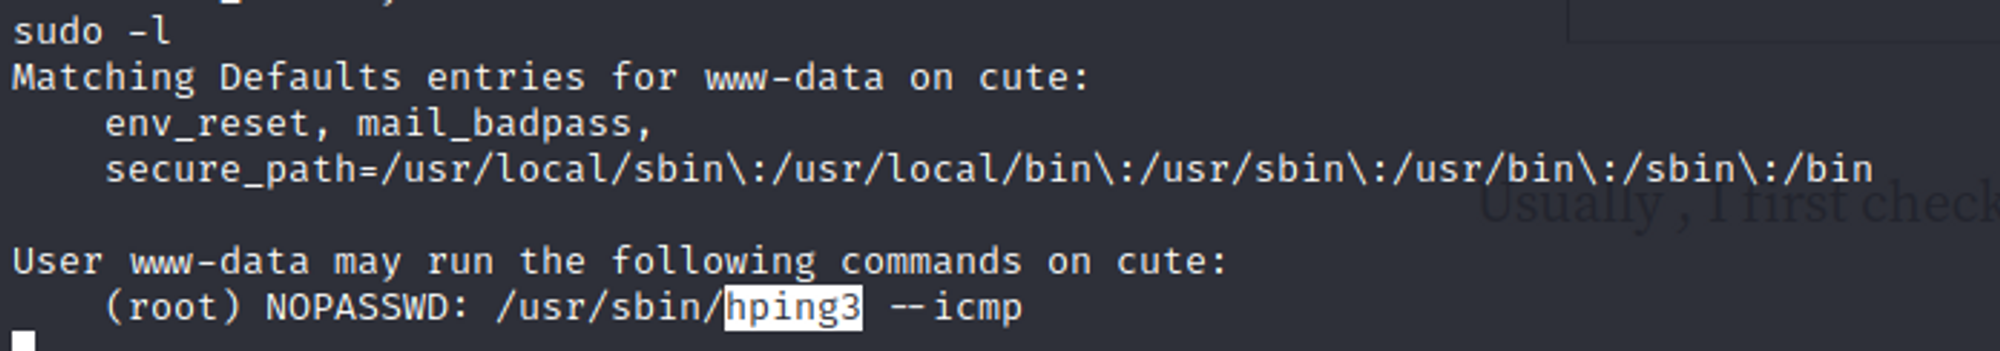 sudo -l
Matching Defaults entries for www-data on cute:
env_reset, mail_badpass,
secure_path=/usr/local/sbin\:/usr/local/bin\:/usr/sbin\:/usr/bin\:/sbin\:/bin
Usually , I first check
User www-data may run the following commands on cute:
(root) NOPASSWD: /usr/sbin/hping3 --icmp